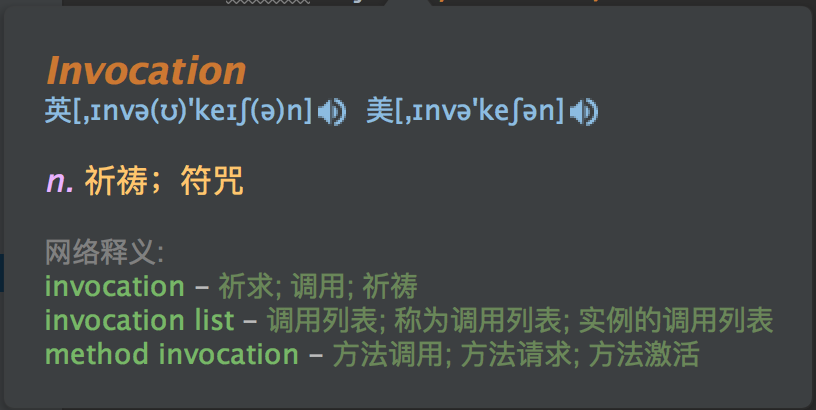 Invocation
英[ˌɪnvə(ʊ)'keɪʃ(ə)n] 美[ˌɪnvə'keʃən]
n. 祈祷；符咒
网络释义:
invocation – 祈求; 调用; 祈祷
invocation list – 调用列表; 称为调用列表; 实例的调用列表
method invocation – 方法调用; 方法请求; 方法激活